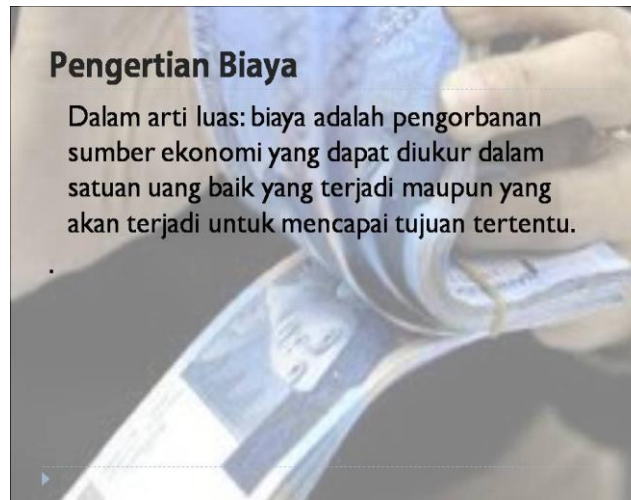 Pengertian Biaya
Dalam arti luas: biaya adalah pengorbanan
sumber ekonomi yang dapat diukur dalam
satuan uang baik yang terjadi maupun yang
akan terjadi untuk mencapai tujuan tertentu.
.